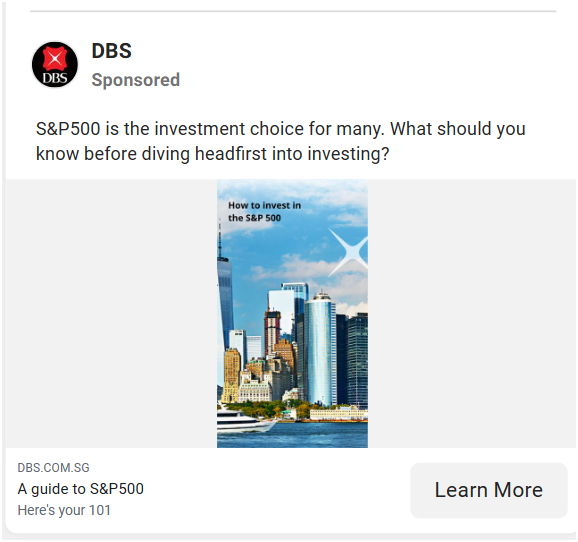 DBS
DBS
Sponsored
S&P500 is the investment choice for many. What should you
know before diving headfirst into investing?
How to invest in
the S&P 500
DBS.COM.SG
A guide to S&P500
Here's your 101
Learn More